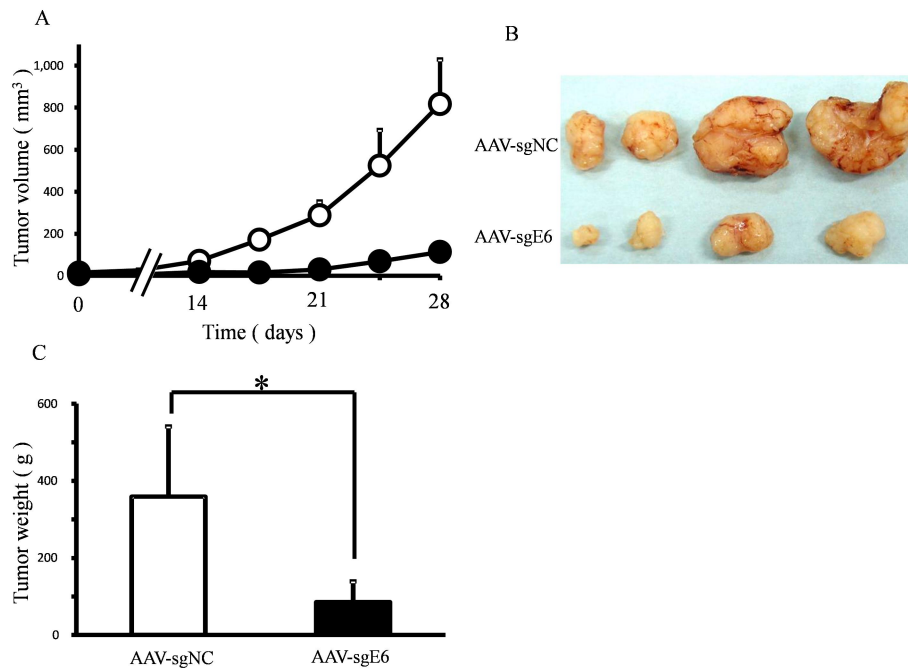 A
Tumor volume ( mm³ )
1,000
800
600
400
200
0
0
14
21
28
Time ( days )
B
AAV-sgNC
AAV-sgE6
C
Tumor weight ( g )
600
400
200
0
*
AAV-sgNC
AAV-sgE6